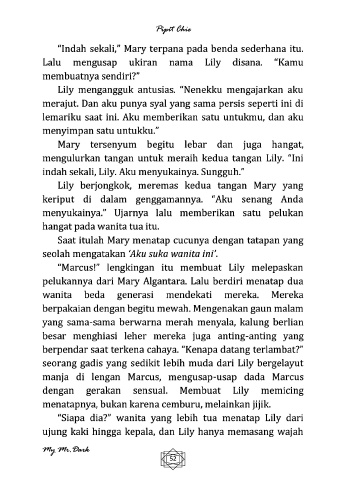 Pipit Chie
“Indah sekali,” Mary terpana pada benda sederhana itu.
Lalu mengusap ukiran nama Lily disana. “Kamu
membuatnya sendiri?”
Lily mengangguk antusias. “Nenekku mengajarkan aku
merajut. Dan aku punya syal yang sama persis seperti ini di
lemariku saat ini. Aku memberikan satu untukmu, dan aku
menyimpan satu untukku.”
Mary tersenyum begitu lebar dan juga hangat,
mengulurkan tangan untuk meraih kedua tangan Lily. “Ini
indah sekali, Lily. Aku menyukainya. Sungguh.”
Lily berjongkok, meremas kedua tangan Mary yang
keriput di dalam genggamannya. “Aku senang Anda
menyukainya.” Ujarnya lalu memberikan satu pelukan
hangat pada wanita tua itu.
Saat itulah Mary menatap cucunya dengan tatapan yang
seolah mengatakan ‘Aku suka wanita ini’.
“Marcus!” lengkingan itu membuat Lily melepaskan
pelukannya dari Mary Algantara. Lalu berdiri menatap dua
wanita beda generasi mendekati mereka. Mereka
berpakaian dengan begitu mewah. Mengenakan gaun malam
yang sama-sama berwarna merah menyala, kalung berlian
besar menghiasi leher mereka juga anting-anting yang
berpendar saat terkena cahaya. “Kenapa datang terlambat?”
seorang gadis yang sedikit lebih muda dari Lily bergelayut
manja di lengan Marcus, mengusap-usap dada Marcus
dengan gerakan sensual. Membuat Lily memicing
menatapnya, bukan karena cemburu, melainkan jijik.
“Siapa dia?” wanita yang lebih tua menatap Lily dari
ujung kaki hingga kepala, dan Lily hanya memasang wajah
My Mr.Dark
52